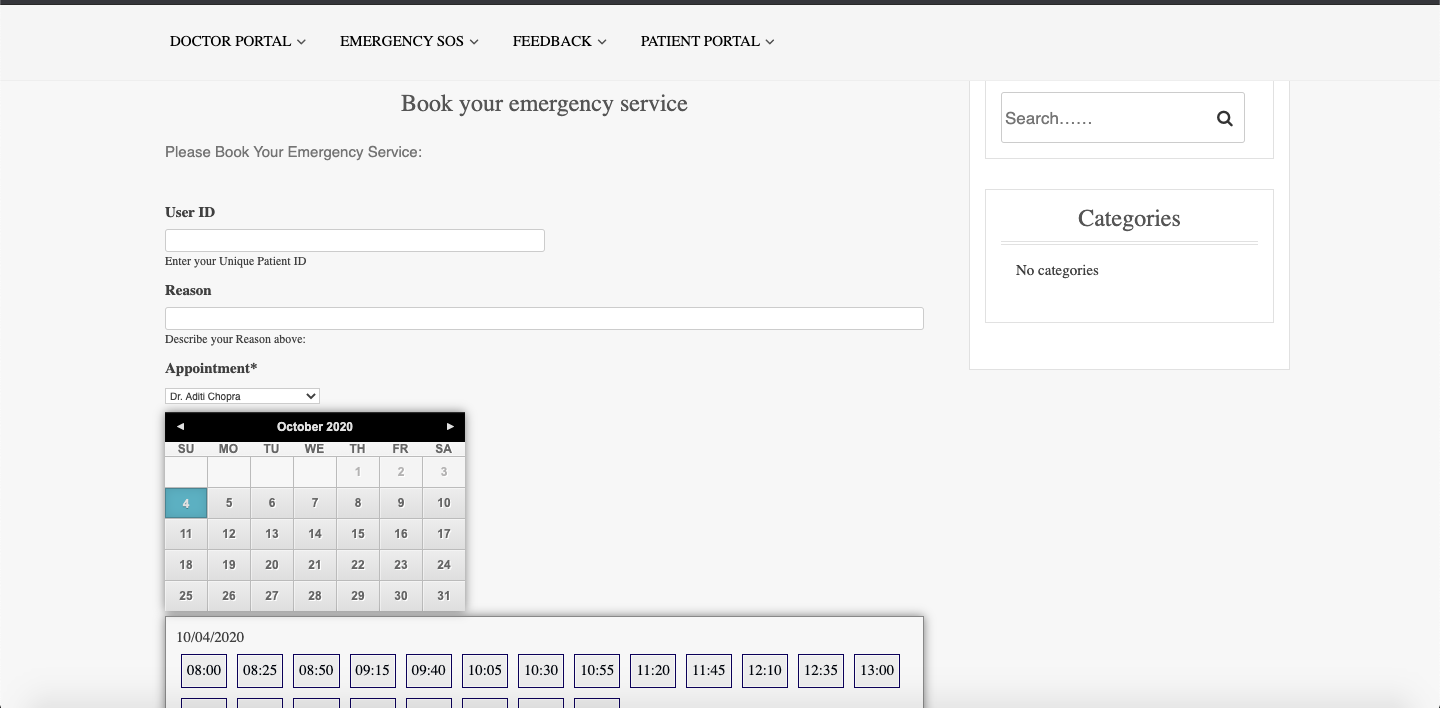 DOCTOR PORTAL EMERGENCY SOS FEEDBACK PATIENT PORTAL
Book your emergency service
Please Book Your Emergency Service:
User ID
Enter your Unique Patient ID
Reason
Describe your Reason above:
Appointment*
Dr. Aditi Chopra
October 2020
SU MO TU WE TH FR SA
1 2 3
4 5 6 7 8 9 10
11 12 13 14 15 16 17
18 19 20 21 22 23 24
25 26 27 28 29 30 31
10/04/2020
08:00 08:25 08:50 09:15 09:40 10:05 10:30 10:55 11:20 11:45 12:10 12:35 13:00
Search......
Categories
No categories